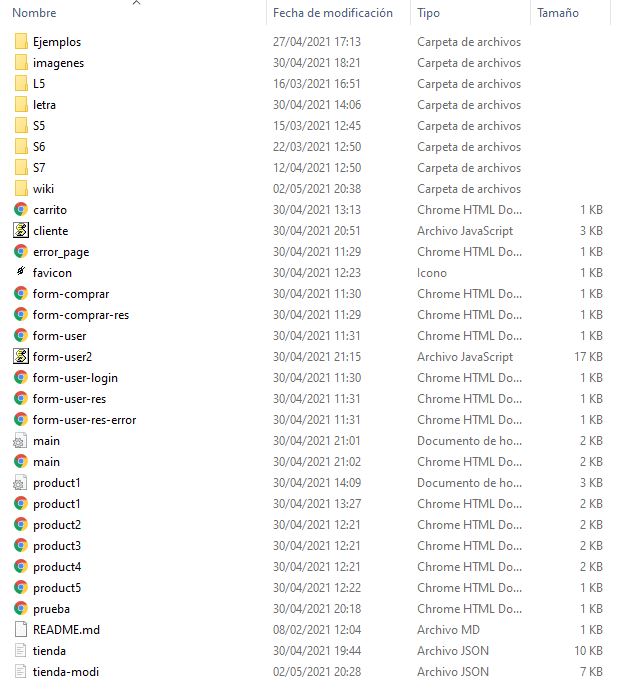 Nombre Fecha de modificación Tipo Tamaño
Ejemplos 27/04/2021 17:13 Carpeta de archivos
imagenes 30/04/2021 18:21 Carpeta de archivos
L5 16/03/2021 16:51 Carpeta de archivos
letra 30/04/2021 14:06 Carpeta de archivos
S5 15/03/2021 12:45 Carpeta de archivos
S6 22/03/2021 12:50 Carpeta de archivos
S7 12/04/2021 12:50 Carpeta de archivos
wiki 02/05/2021 20:38 Carpeta de archivos
carrito 30/04/2021 13:13 Chrome HTML Do... 1 KB
cliente 30/04/2021 20:51 Archivo JavaScript 3 KB
error_page 30/04/2021 11:29 Chrome HTML Do... 1 KB
favicon 30/04/2021 12:23 Icono 1 KB
form-comprar 30/04/2021 11:30 Chrome HTML Do... 1 KB
form-comprar-res 30/04/2021 11:29 Chrome HTML Do... 1 KB
form-user 30/04/2021 11:31 Chrome HTML Do... 1 KB
form-user2 30/04/2021 21:15 Archivo JavaScript 17 KB
form-user-login 30/04/2021 11:30 Chrome HTML Do... 1 KB
form-user-res 30/04/2021 11:31 Chrome HTML Do... 1 KB
form-user-res-error 30/04/2021 11:31 Chrome HTML Do... 1 KB
main 30/04/2021 21:01 Documento de ho... 2 KB
main 30/04/2021 21:02 Chrome HTML Do... 2 KB
product1 30/04/2021 14:09 Documento de ho... 3 KB
product1 30/04/2021 13:27 Chrome HTML Do... 2 KB
product2 30/04/2021 12:21 Chrome HTML Do... 2 KB
product3 30/04/2021 12:21 Chrome HTML Do... 2 KB
product4 30/04/2021 12:21 Chrome HTML Do... 2 KB
product5 30/04/2021 12:22 Chrome HTML Do... 2 KB
prueba 30/04/2021 20:18 Chrome HTML Do... 1 KB
README.md 08/02/2021 12:04 Archivo MD 1 KB
tienda 30/04/2021 19:44 Archivo JSON 10 KB
tienda-modi 02/05/2021 20:28 Archivo JSON 7 KB